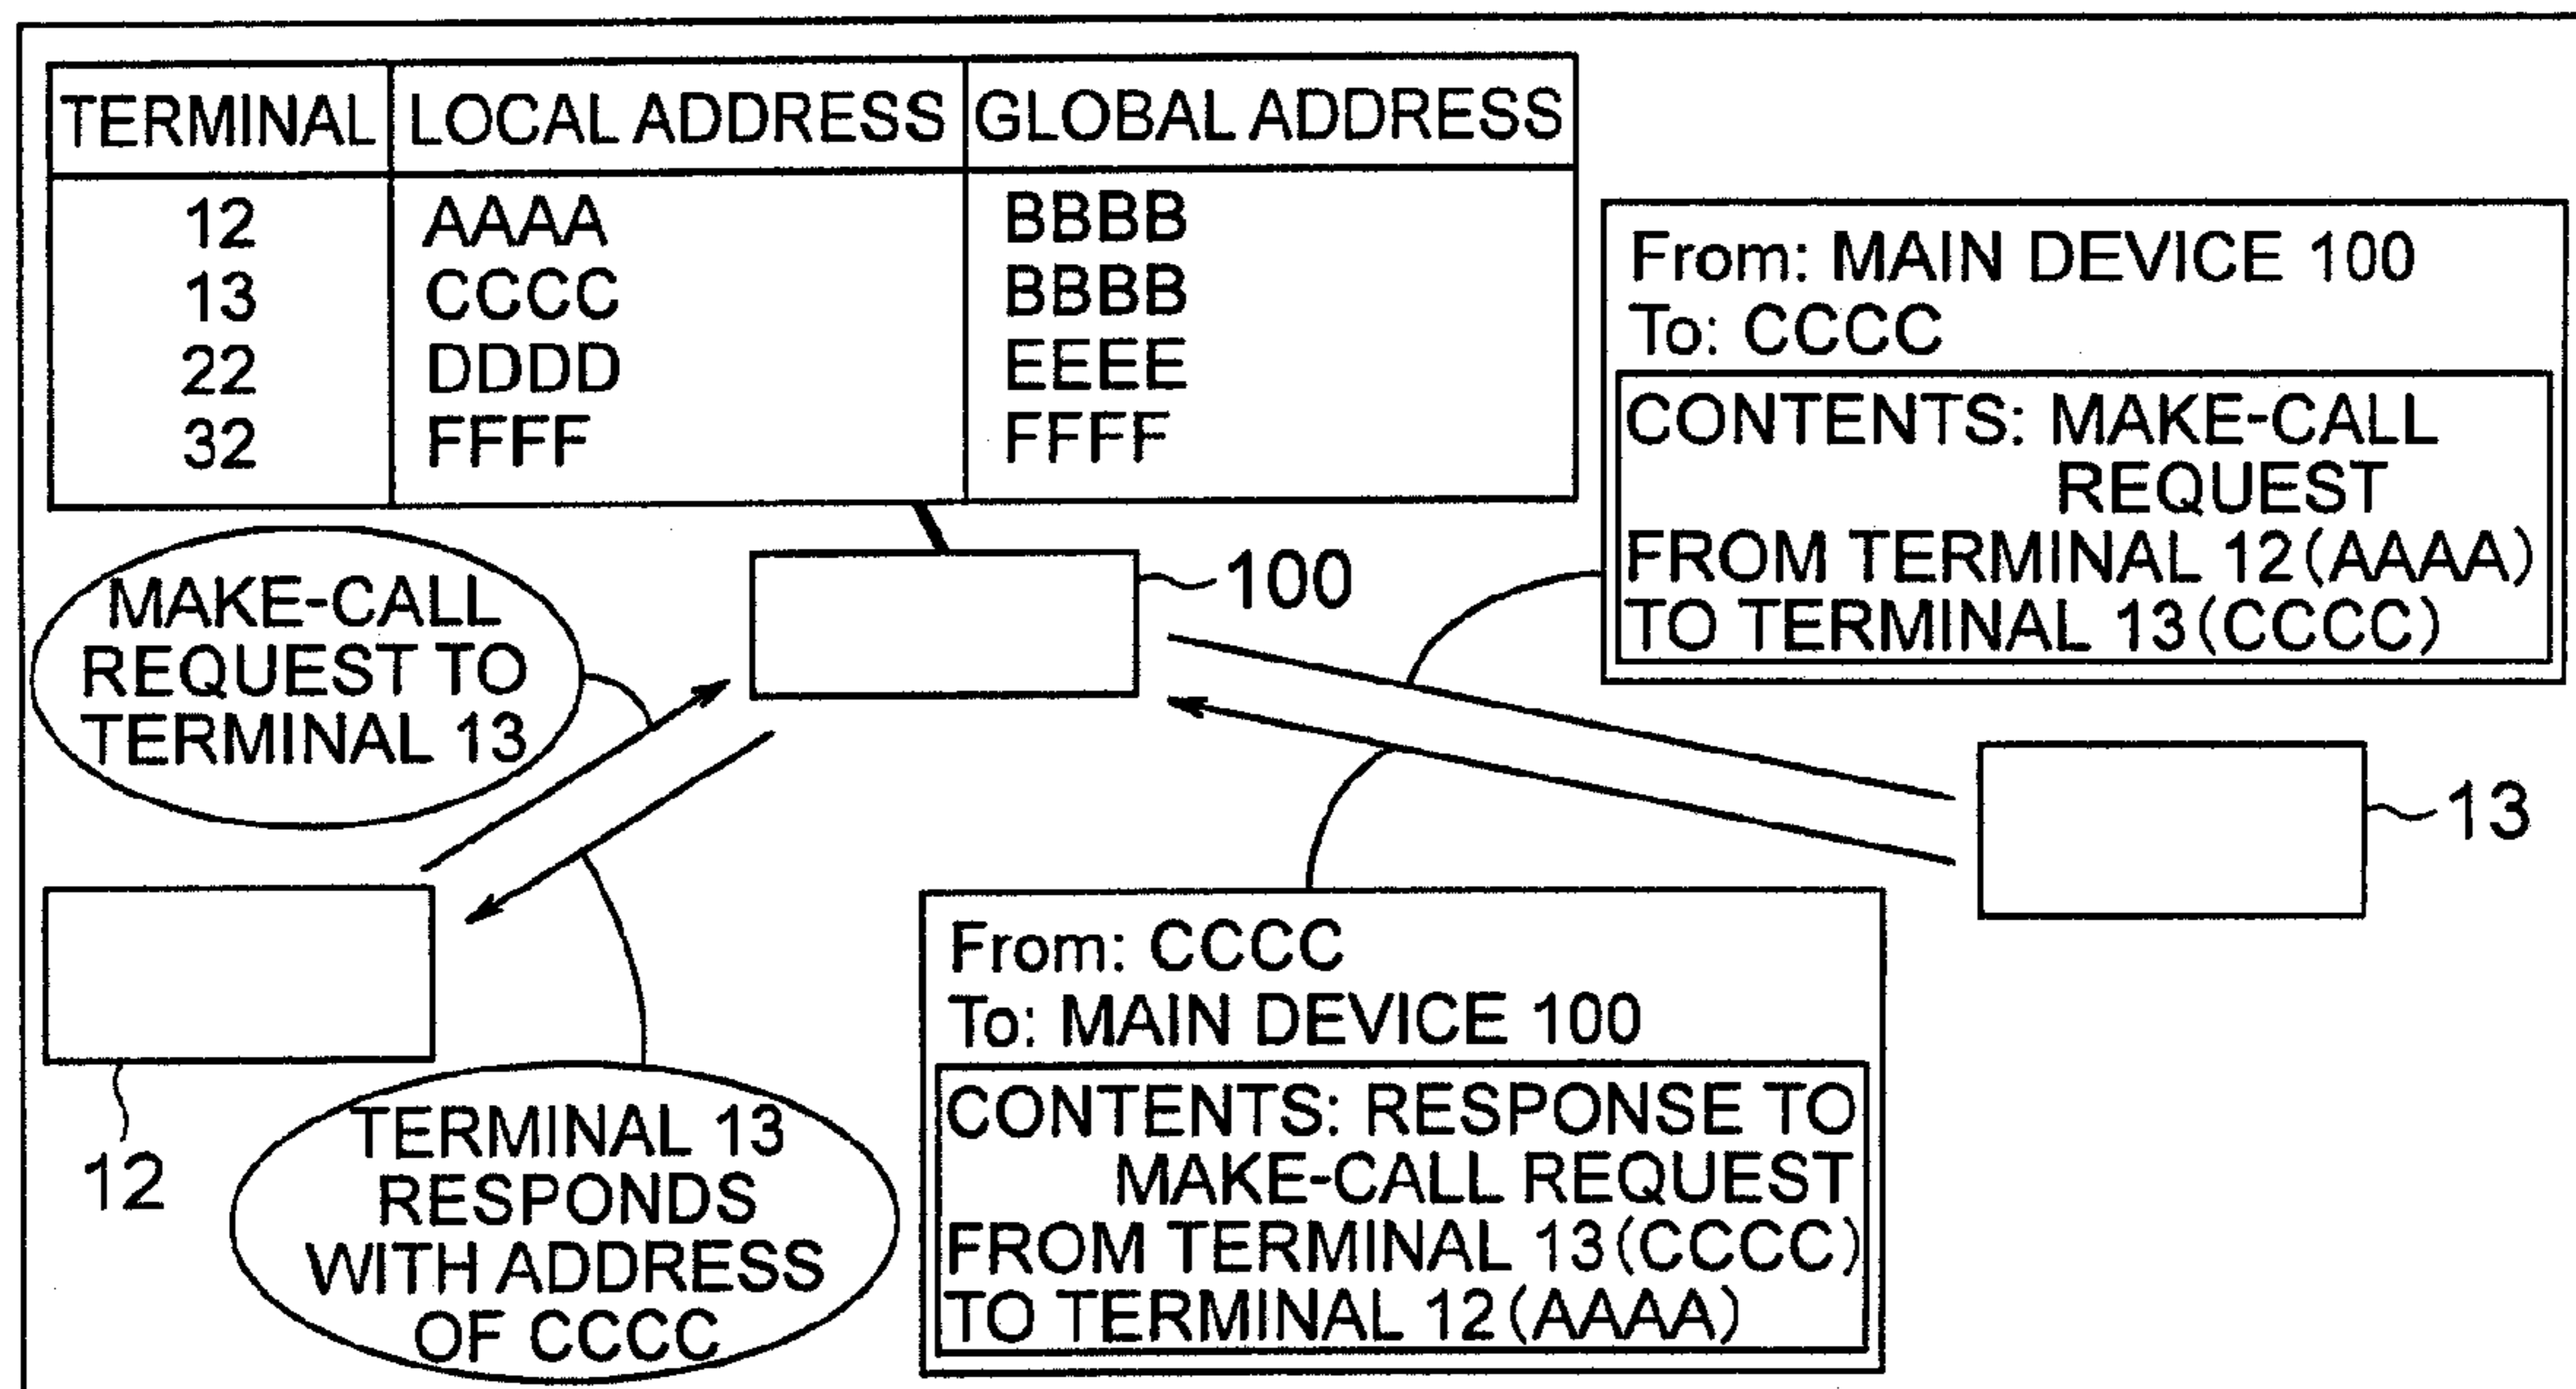 TERMINAL LOCAL ADDRESS GLOBAL ADDRESS
12 AAAA BBBB
13 CCCC BBBB
22 DDDD EEEE
32 FFFF FFFF
From: MAIN DEVICE 100
To: CCCC
CONTENTS: MAKE-CALL
REQUEST
FROM TERMINAL 12(AAAA)
TO TERMINAL 13(CCCC)
MAKE-CALL
REQUEST TO
TERMINAL 13
100
13
12
TERMINAL 13
RESPONDS
WITH ADDRESS
OF CCCC
From: CCCC
To: MAIN DEVICE 100
CONTENTS: RESPONSE TO
MAKE-CALL REQUEST
FROM TERMINAL 13(CCCC)
TO TERMINAL 12(AAAA)